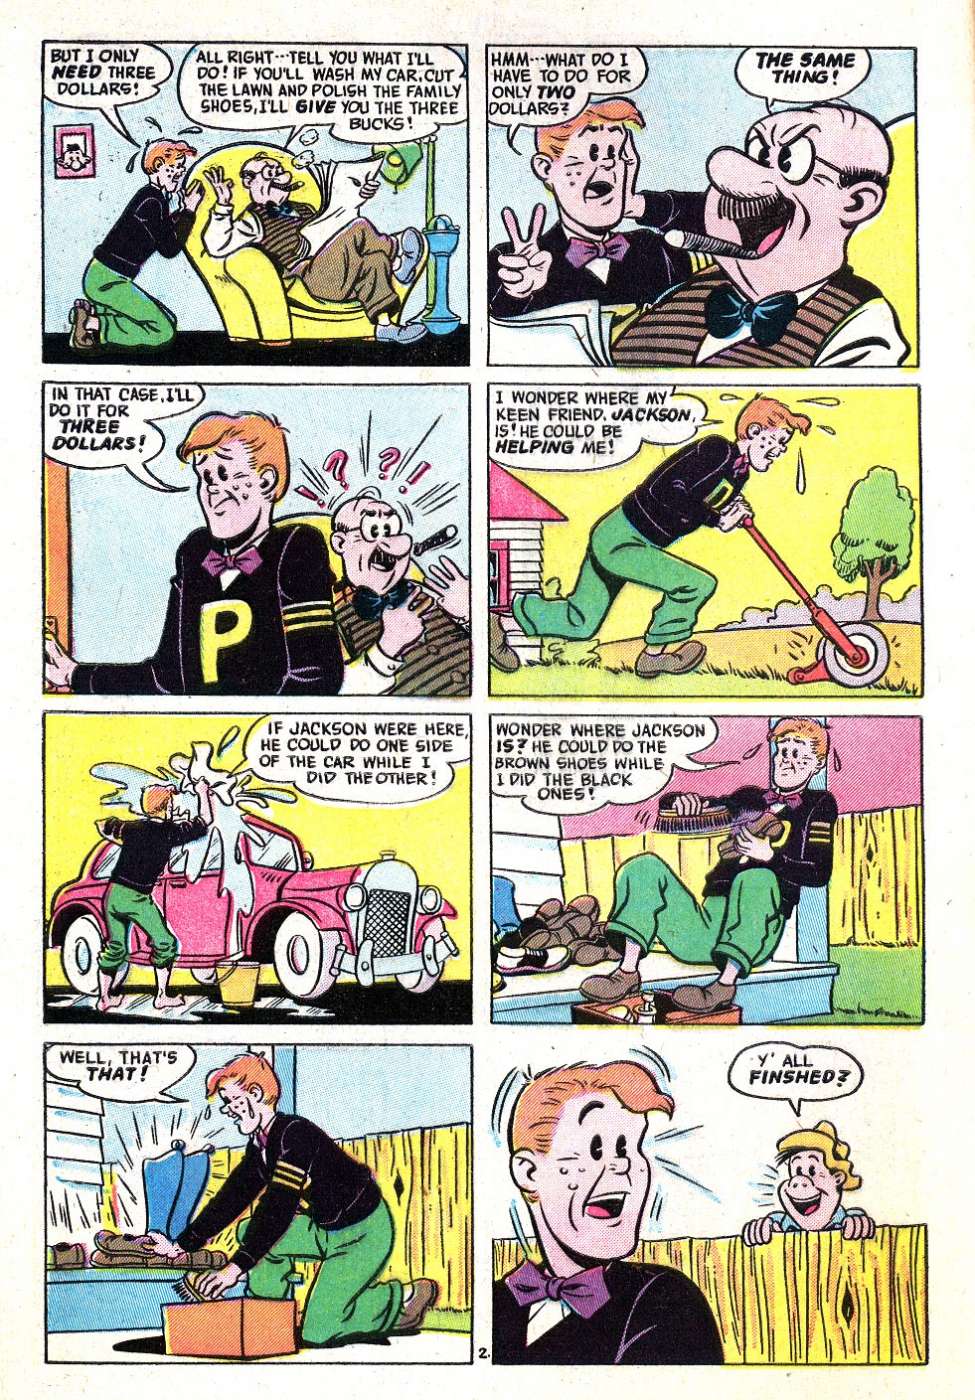 BUT I ONLY
NEED THREE
DOLLARS!
ALL RIGHT---TELL YOU WHAT I'LL
DO! IF YOU'LL WASH MY CAR, CUT
THE LAWN AND POLISH THE FAMILY
SHOES, I'LL GIVE YOU THE THREE
BUCKS!
HMM---WHAT DO I
HAVE TO DO FOR
ONLY TWO
DOLLARS?
THE SAME
THING!
IN THAT CASE, I'LL
DO IT FOR
THREE
DOLLARS!
! ? ? ? !
P
I WONDER WHERE MY
KEEN FRIEND, JACKSON,
IS! HE COULD BE
HELPING ME!
P
IF JACKSON WERE HERE,
HE COULD DO ONE SIDE
OF THE CAR WHILE I
DID THE OTHER!
WONDER WHERE JACKSON
IS? HE COULD DO THE
BROWN SHOES WHILE
I DID THE BLACK
ONES!
WELL, THAT'S
THAT!
Y' ALL
FINSHED?
2.